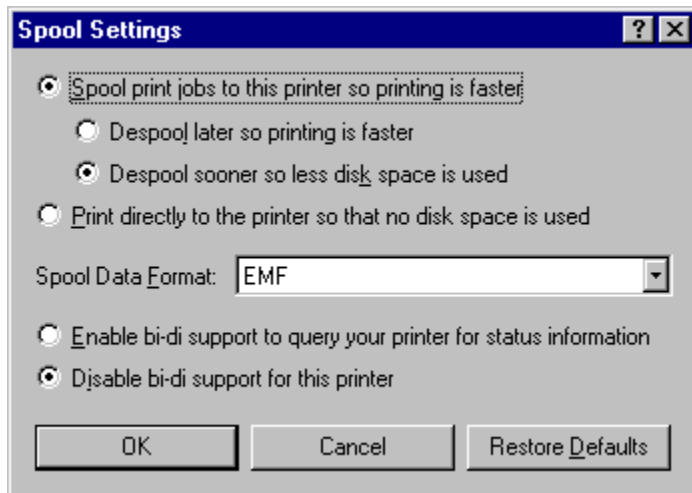 Spool Settings
Spool print jobs to this printer so printing is faster
Despool later so printing is faster
Despool sooner so less disk space is used
Print directly to the printer so that no disk space is used
Spool Data Format: EMF
Enable bi-di support to query your printer for status information
Disable bi-di support for this printer
OK Cancel Restore Defaults